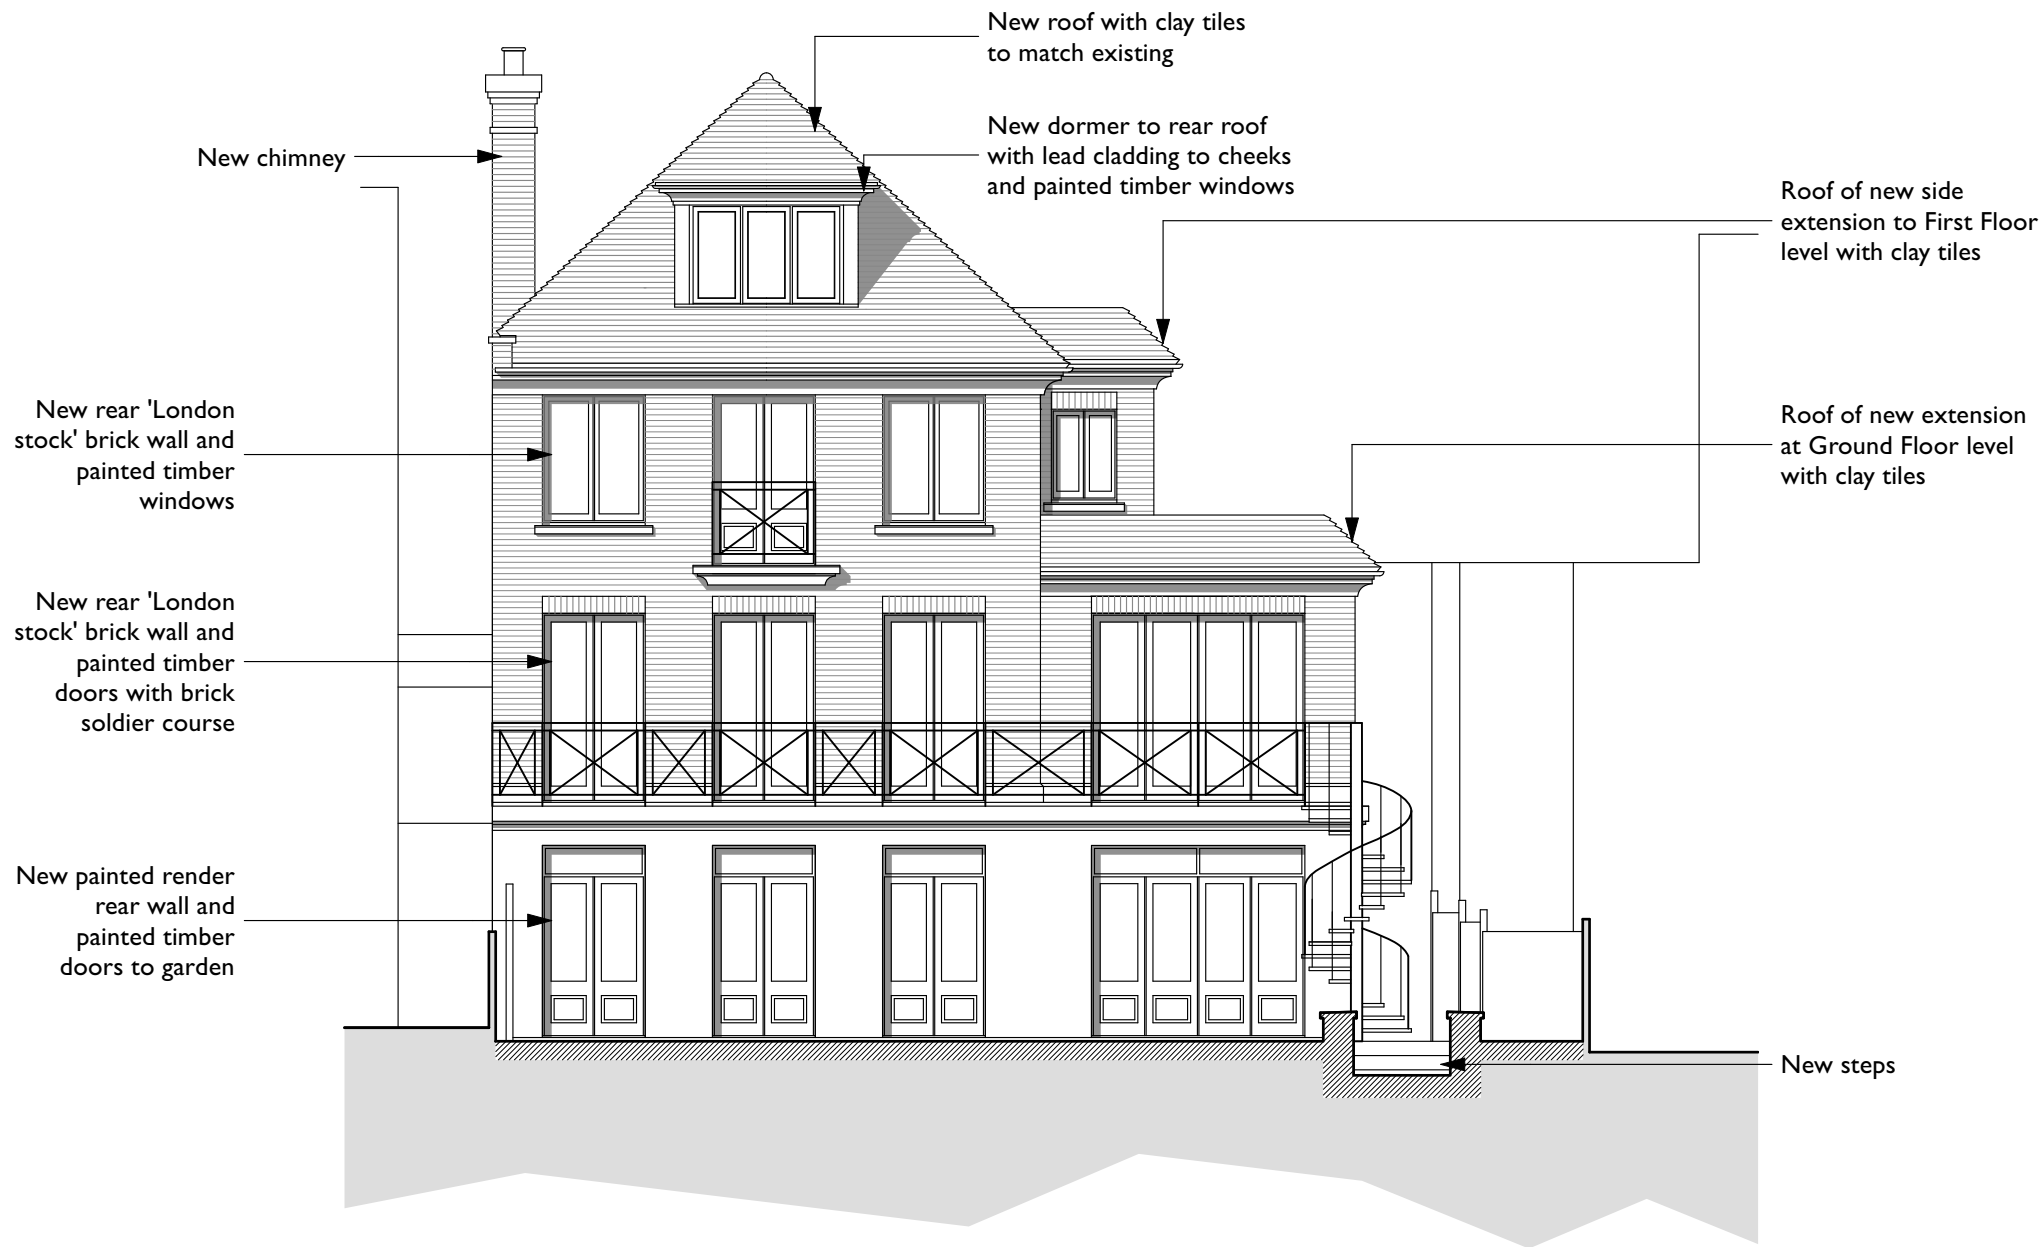 New roof with clay tiles
to match existing
New dormer to rear roof
with lead cladding to cheeks
and painted timber windows
New chimney
Roof of new side
extension to First Floor
level with clay tiles
New rear 'London
stock' brick wall and
painted timber
windows
Roof of new extension
at Ground Floor level
with clay tiles
New rear 'London
stock' brick wall and
painted timber
doors with brick
soldier course
New painted render
rear wall and
painted timber
doors to garden
New steps